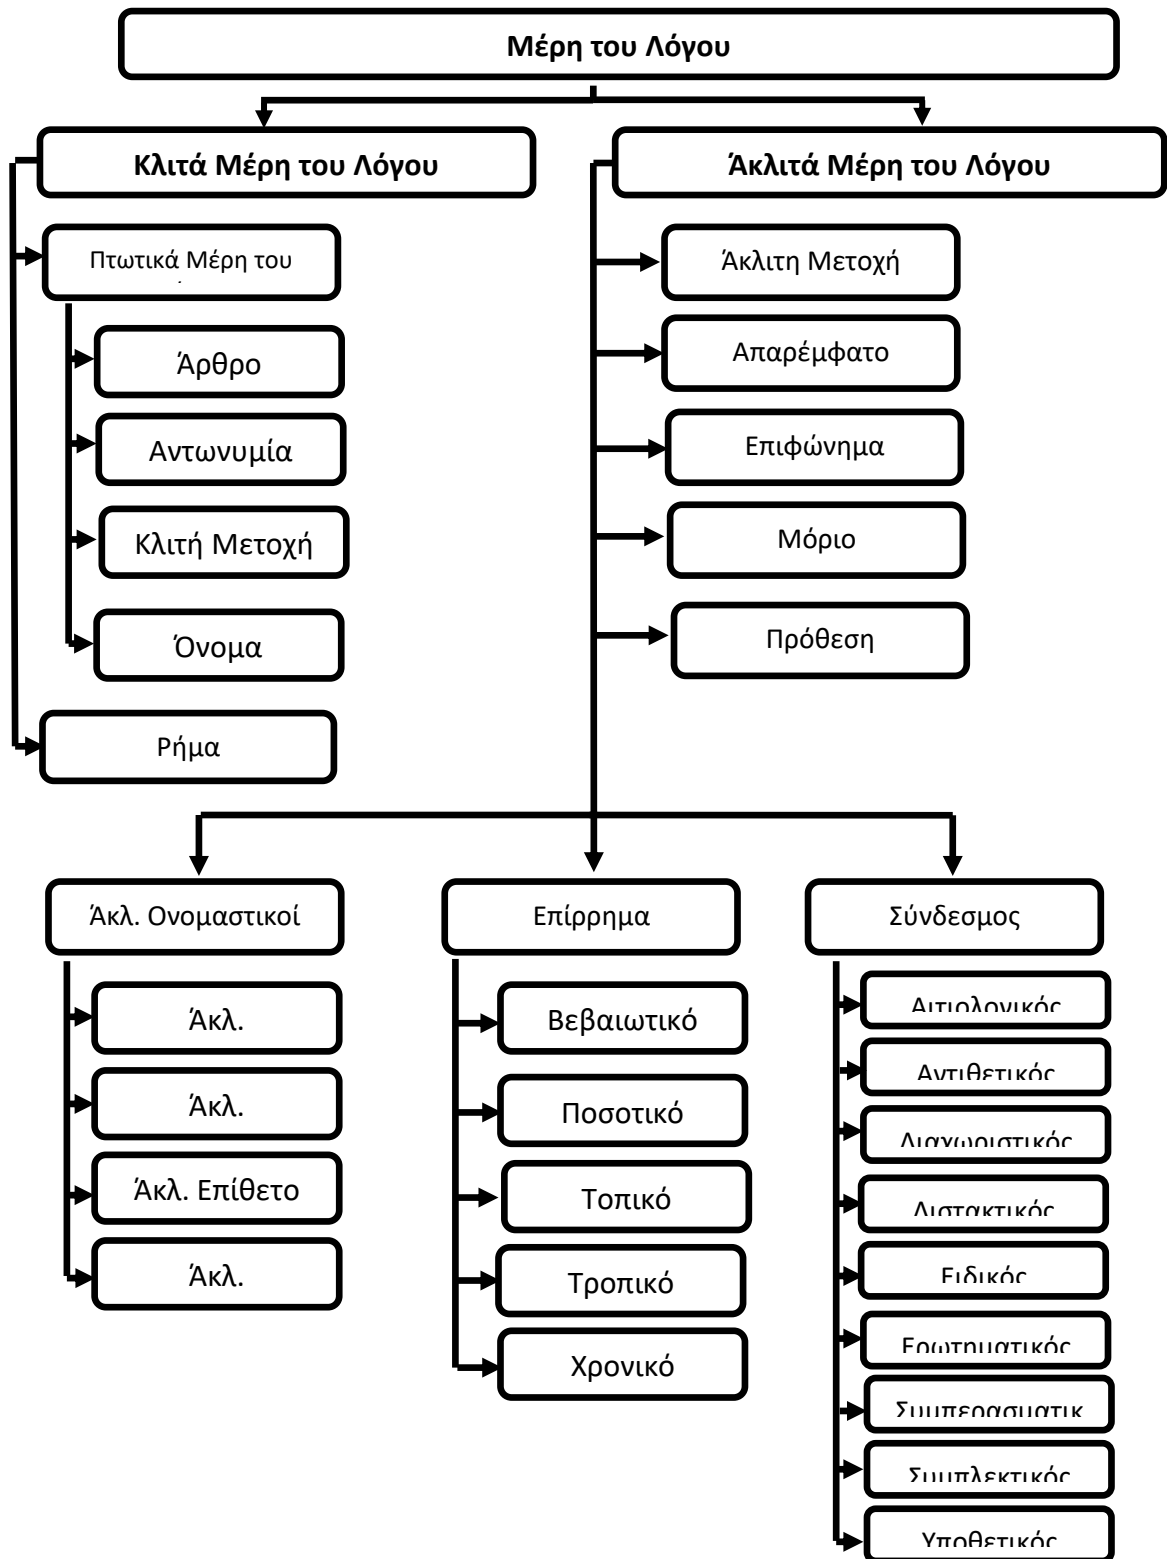 Μέρη του Λόγου
Κλιτά Μέρη του Λόγου
Άκλιτά Μέρη του Λόγου
Πτωτικά Μέρη του
Άρθρο
Αντωνυμία
Κλιτή Μετοχή
Όνομα
Ρήμα
Άκλιτη Μετοχή
Απαρέμφατο
Επιφώνημα
Μόριο
Πρόθεση
Άκλ. Ονομαστικοί
Άκλ.
Άκλ.
Άκλ. Επίθετο
Άκλ.
Επίρρημα
Βεβαιωτικό
Ποσοτικό
Τοπικό
Τροπικό
Χρονικό
Σύνδεσμος
Αιτιολογικός
Αντιθετικός
Διαχωριστικός
Διστακτικός
Ειδικός
Ερωτηματικός
Συμπερασματικ
Συμπλεκτικός
Υποθετικός